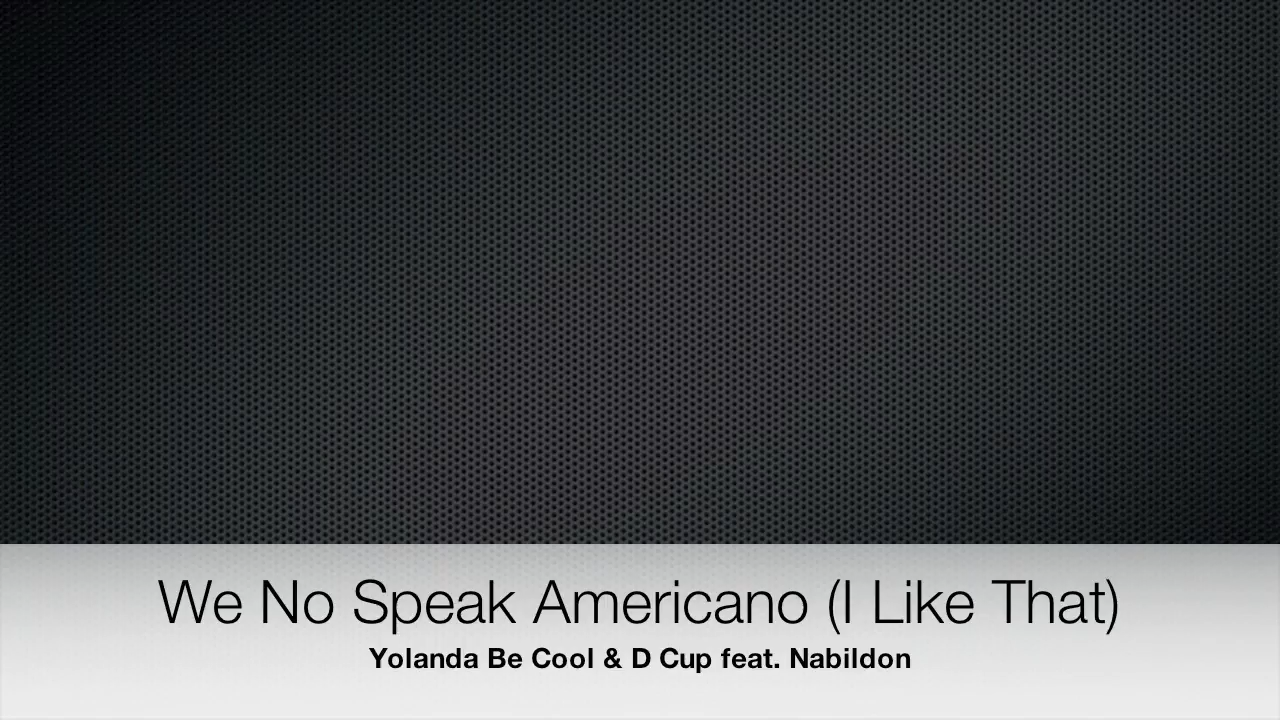 We No Speak Americano (I Like That)
Yolanda Be Cool & D Cup feat. Nabildon